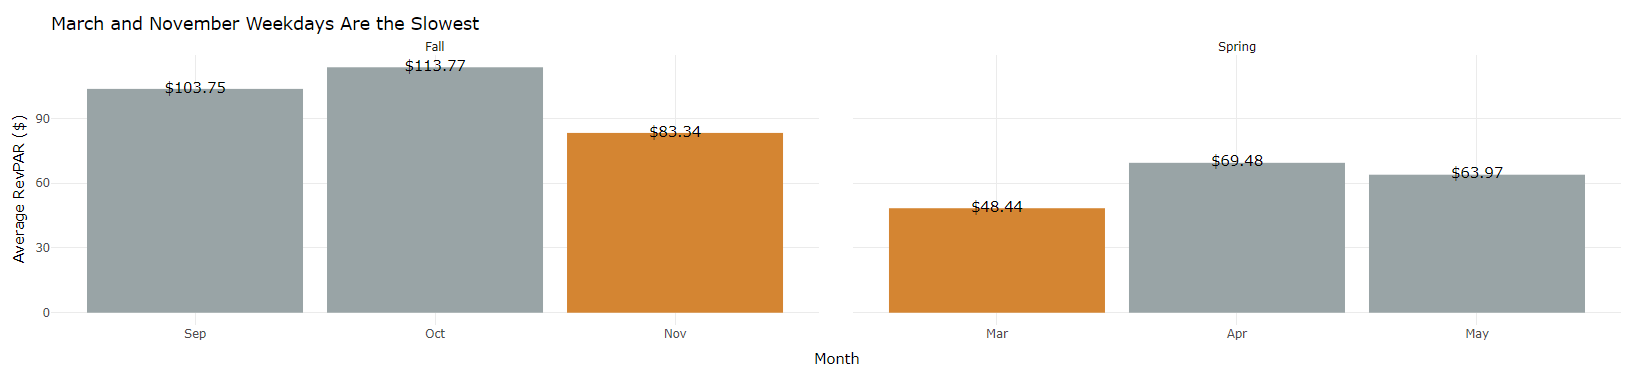 March and November Weekdays Are the Slowest
Fall
Spring
Average RevPAR ($)
90
60
30
0
$103.75
$113.77
$83.34
$48.44
$69.48
$63.97
Sep
Oct
Nov
Mar
Apr
May
Month